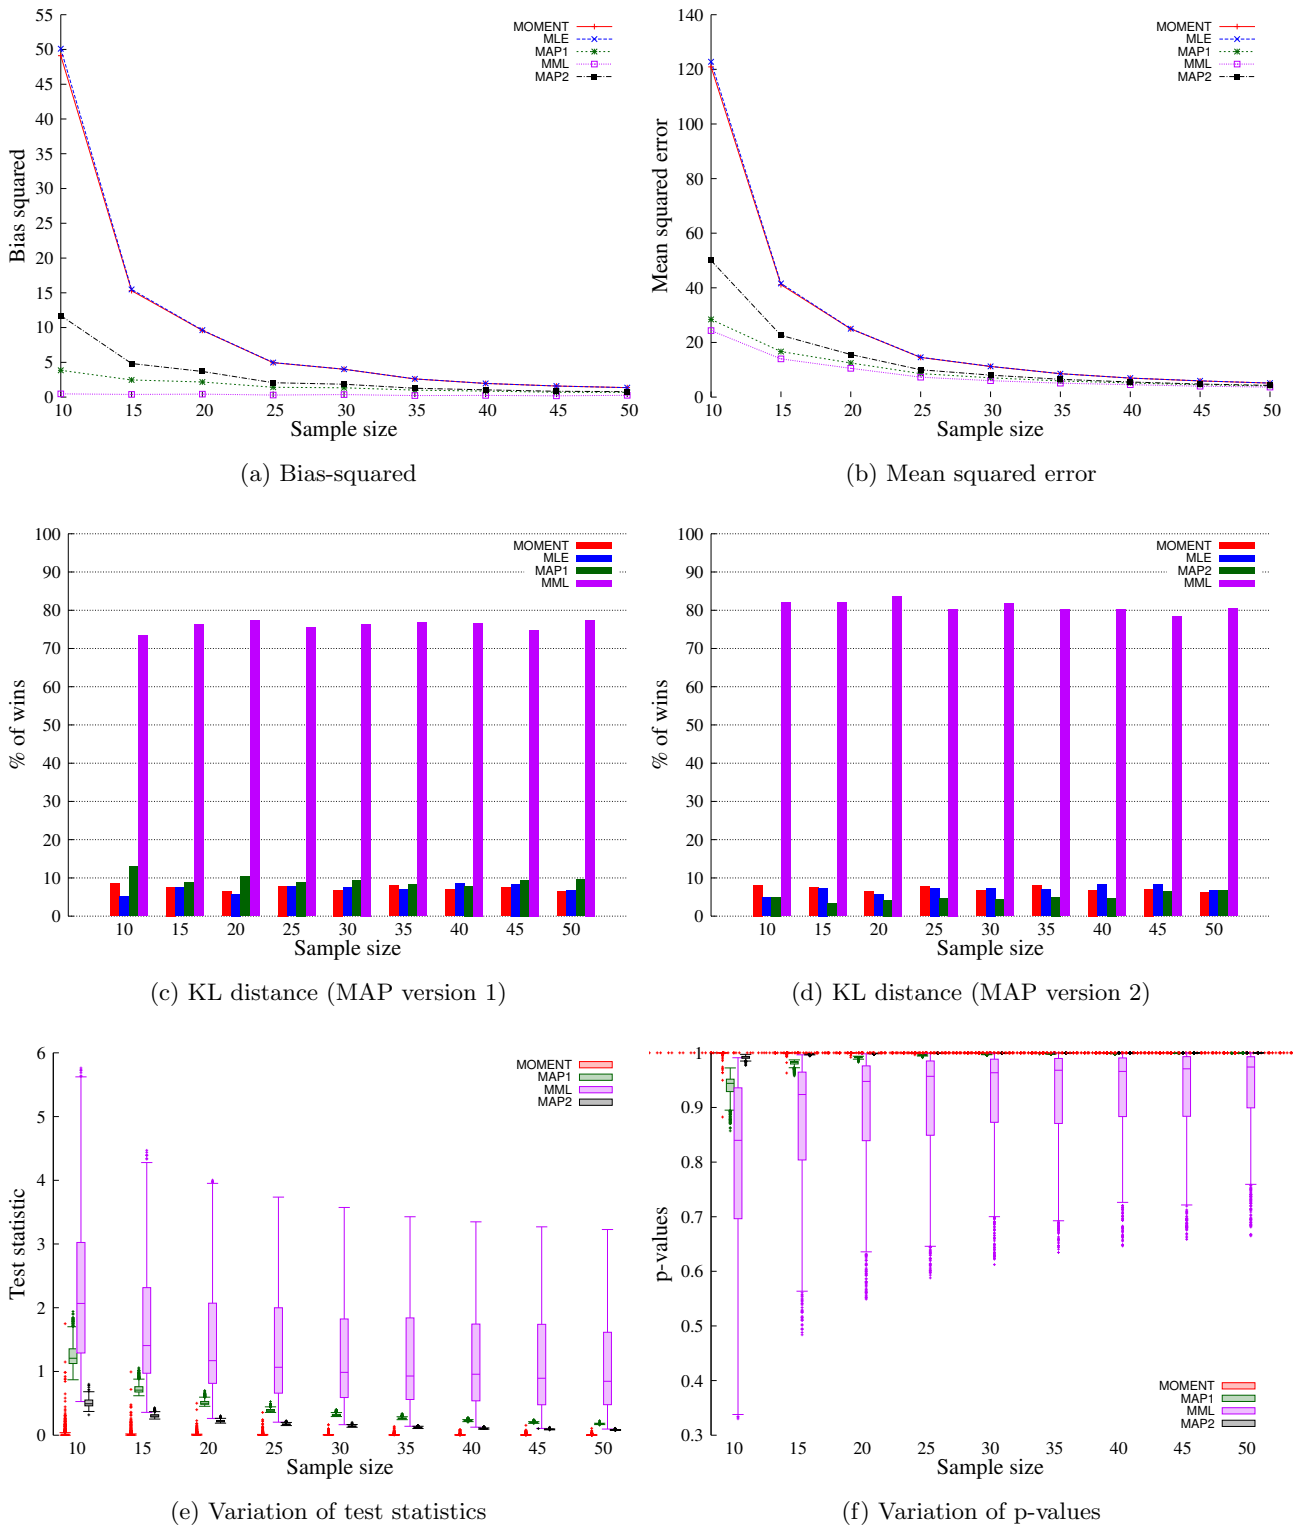 55
50
45
40
35
30
25
20
15
10
5
0
Bias squared
MOMENT
MLE
MAP1
MML
MAP2
10 15 20 25 30 35 40 45 50
Sample size
(a) Bias-squared
140
120
100
80
60
40
20
0
Mean squared error
MOMENT
MLE
MAP1
MML
MAP2
10 15 20 25 30 35 40 45 50
Sample size
(b) Mean squared error
100
90
80
70
60
50
40
30
20
10
0
% of wins
MOMENT
MLE
MAP1
MML
10 15 20 25 30 35 40 45 50
Sample size
(c) KL distance (MAP version 1)
100
90
80
70
60
50
40
30
20
10
0
% of wins
MOMENT
MLE
MAP2
MML
10 15 20 25 30 35 40 45 50
Sample size
(d) KL distance (MAP version 2)
6
5
4
3
2
1
0
Test statistic
MOMENT
MAP1
MML
MAP2
10 15 20 25 30 35 40 45 50
Sample size
(e) Variation of test statistics
1
0.9
0.8
0.7
0.6
0.5
0.4
0.3
p-values
MOMENT
MAP1
MML
MAP2
10 15 20 25 30 35 40 45 50
Sample size
(f) Variation of p-values